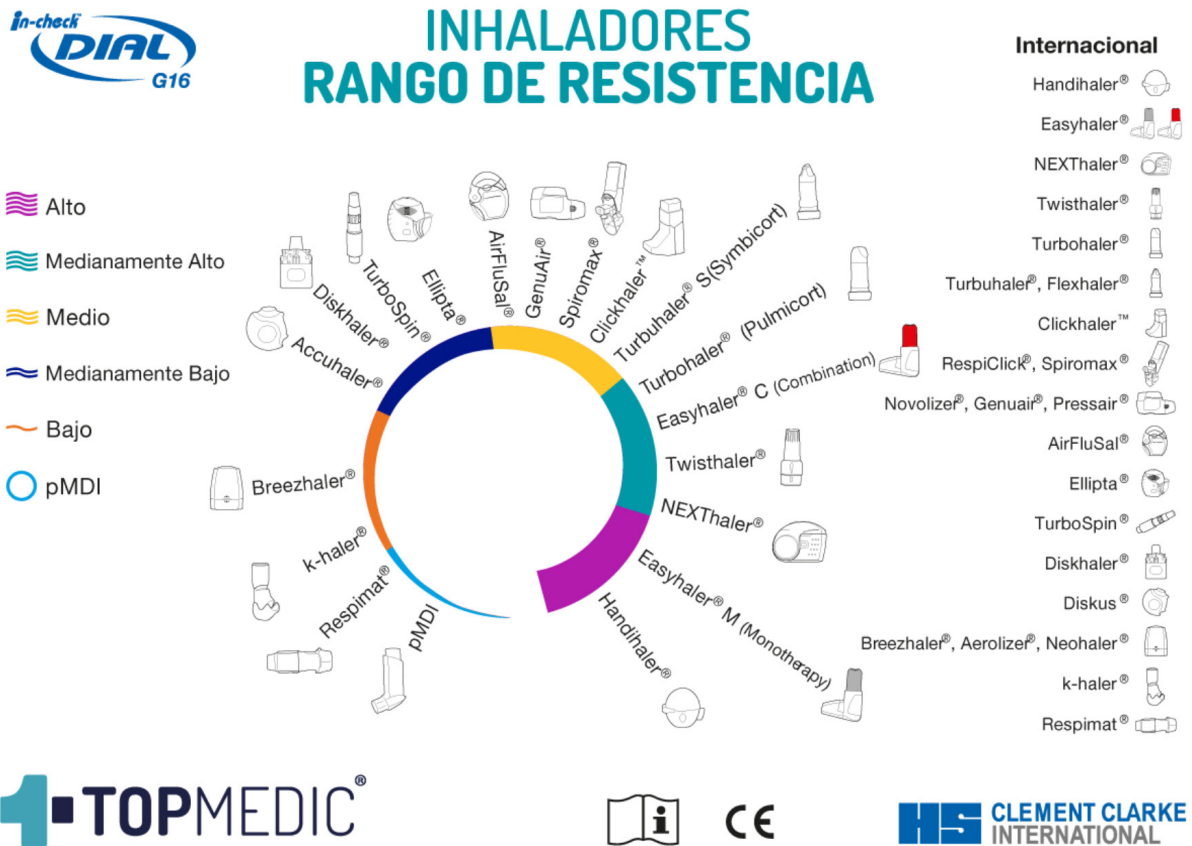 in-check®
DIAL
G16
INHALADORES
RANGO DE RESISTENCIA
Alto
Medianamente Alto
Medio
Medianamente Bajo
Bajo
pMDI
pMDI
Respimat®
k-haler®
Breezhaler®
Accuhaler®
Diskhaler®
TurboSpin®
Ellipta®
AirFluSal®
GenuAir®
Spiromax®
Clickhaler™
Turbuhaler® S(Symbicort)
Turbohaler® (Pulmicort)
Easyhaler® C (Combination)
Twisthaler®
NEXThaler®
Easyhaler® M (Monotherapy)
Handihaler®
Internacional
Handihaler®
Easyhaler®
NEXThaler®
Twisthaler®
Turbohaler®
Turbuhaler®, Flexhaler®
Clickhaler™
RespiClick®, Spiromax®
Novolizer®, Genuair®, Pressair®
AirFluSal®
Ellipta®
TurboSpin®
Diskhaler®
Diskus®
Breezhaler®, Aerolizer®, Neohaler®
k-haler®
Respimat®
TOPMEDIC®
i
CE
HS
CLEMENT CLARKE
INTERNATIONAL